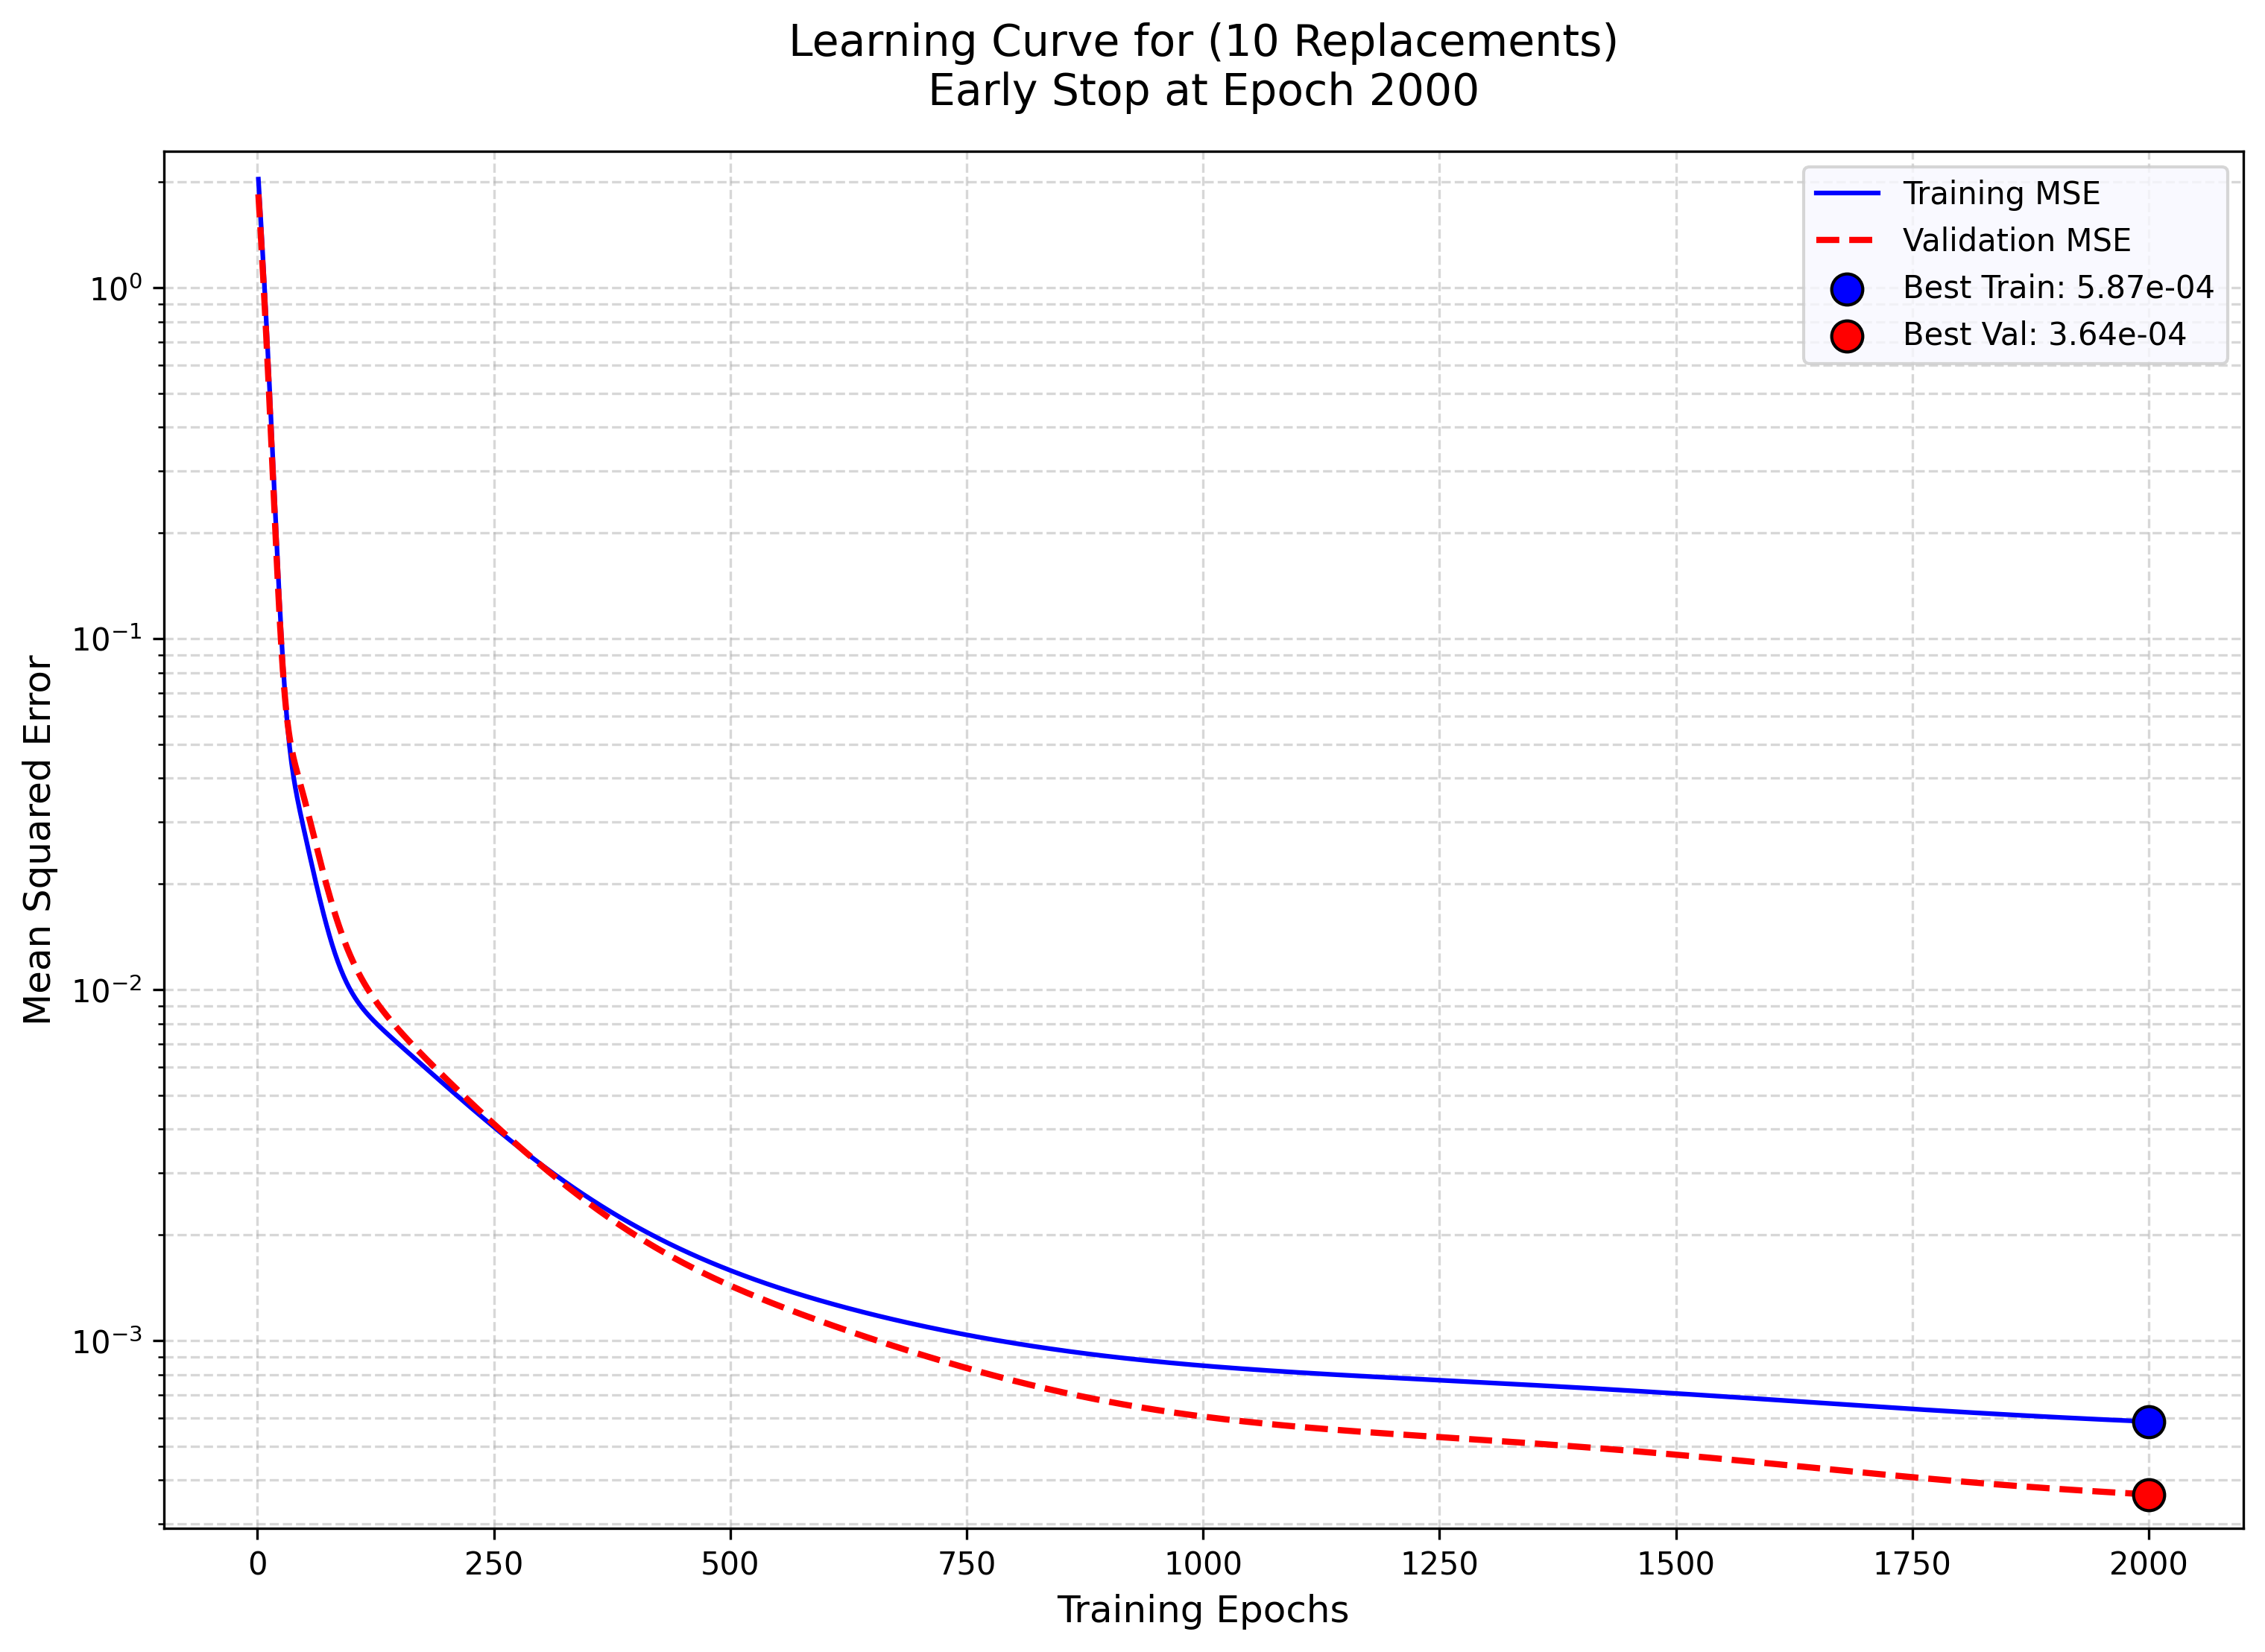 Learning Curve for (10 Replacements)
Early Stop at Epoch 2000
Training MSE
Validation MSE
Best Train: 5.87e-04
Best Val: 3.64e-04
Mean Squared Error
10⁰
10⁻¹
10⁻²
10⁻³
0 250 500 750 1000 1250 1500 1750 2000
Training Epochs